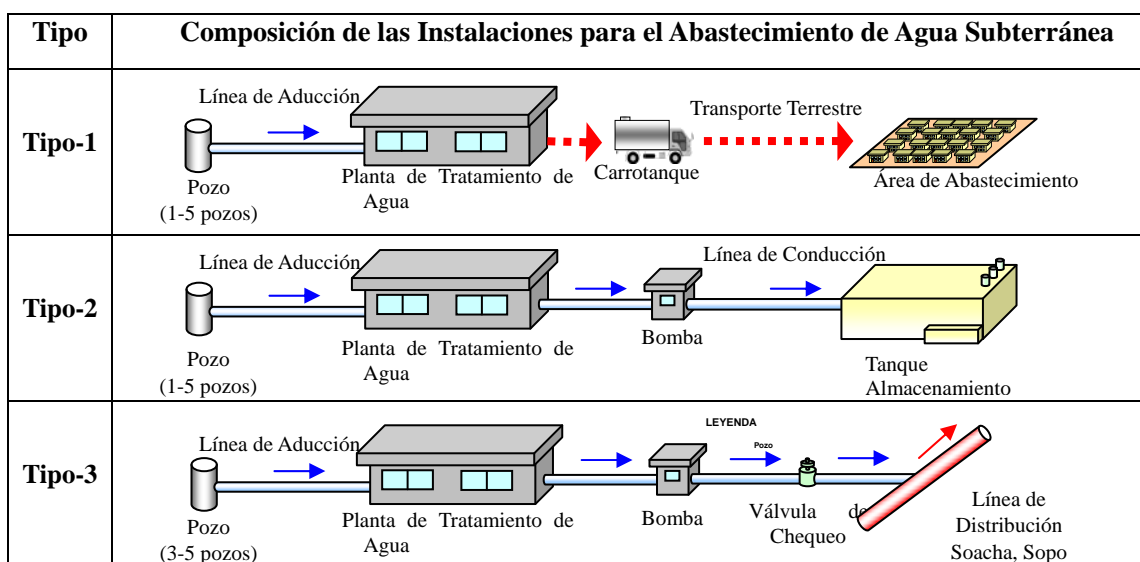 Tipo
Composición de las Instalaciones para el Abastecimiento de Agua Subterránea
Tipo-1
Línea de Aducción
Transporte Terrestre
Pozo
(1-5 pozos)
Planta de Tratamiento de
Agua
Carrotanque
Área de Abastecimiento
Tipo-2
Línea de Aducción
Línea de Conducción
Pozo
(1-5 pozos)
Planta de Tratamiento de
Agua
Bomba
Tanque
Almacenamiento
Tipo-3
LEYENDA
Pozo
Línea de Aducción
Pozo
(3-5 pozos)
Planta de Tratamiento de
Agua
Bomba
Válvula de
Chequeo
Línea de
Distribución
Soacha, Sopo